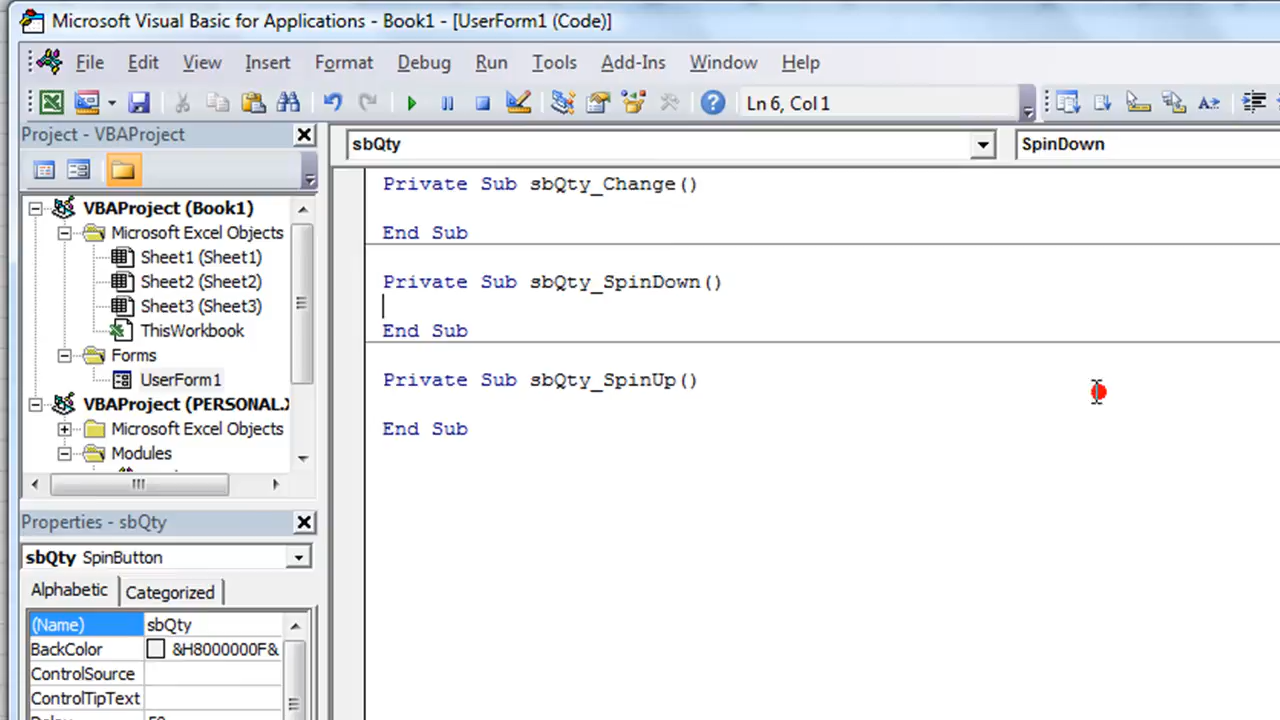 Microsoft Visual Basic for Applications - Book1 - [UserForm1 (Code)]
File Edit View Insert Format Debug Run Tools Add-Ins Window Help
Ln 6, Col 1
Project - VBAProject
sbQty
SpinDown
VBAProject (Book1)
Microsoft Excel Objects
Sheet1 (Sheet1)
Sheet2 (Sheet2)
Sheet3 (Sheet3)
ThisWorkbook
Forms
UserForm1
VBAProject (PERSONAL.X
Microsoft Excel Objects
Modules
Private Sub sbQty_Change()
End Sub
Private Sub sbQty_SpinDown()
End Sub
Private Sub sbQty_SpinUp()
End Sub
Properties - sbQty
sbQty SpinButton
Alphabetic Categorized
(Name) sbQty
BackColor &H8000000F&
ControlSource
ControlTipText